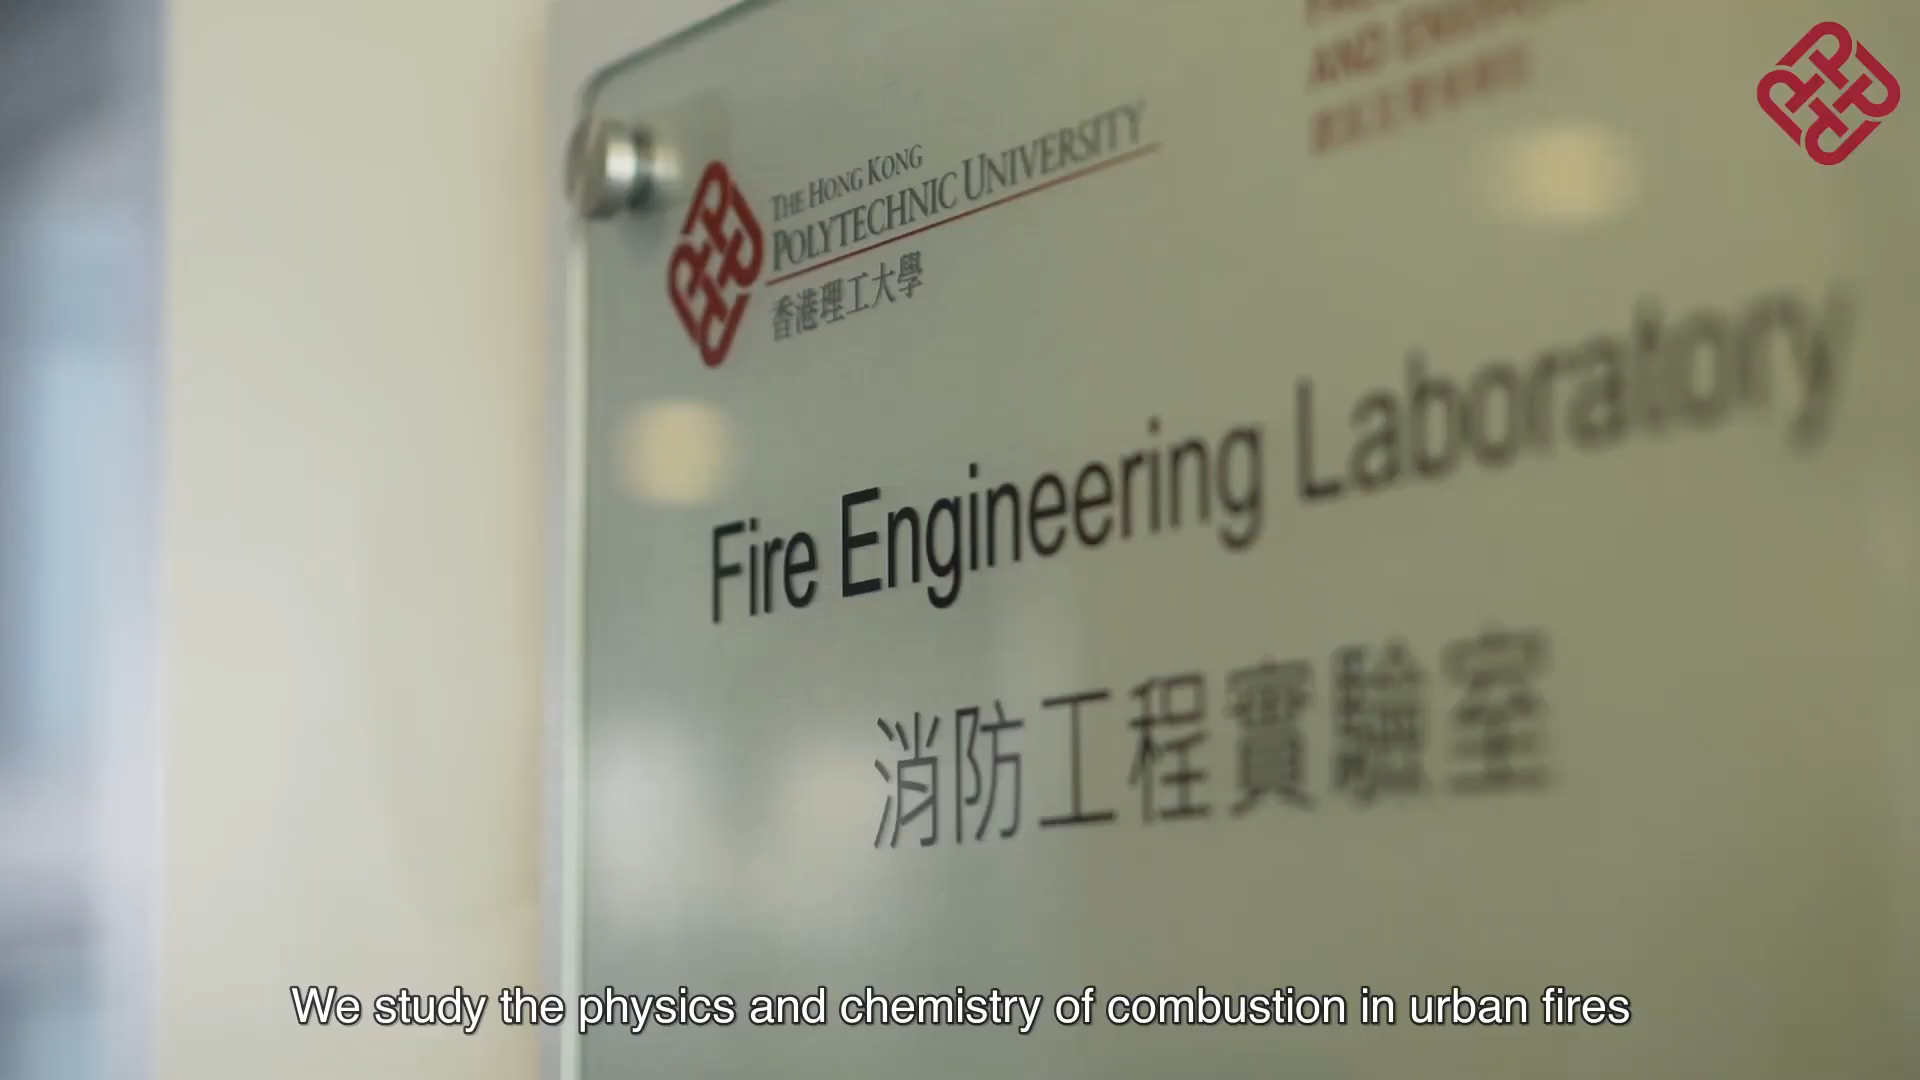 THE HONG KONG
POLYTECHNIC UNIVERSITY
香港理工大學
AND
Fire Engineering Laboratory
消防工程實驗室
We study the physics and chemistry of combustion in urban fires